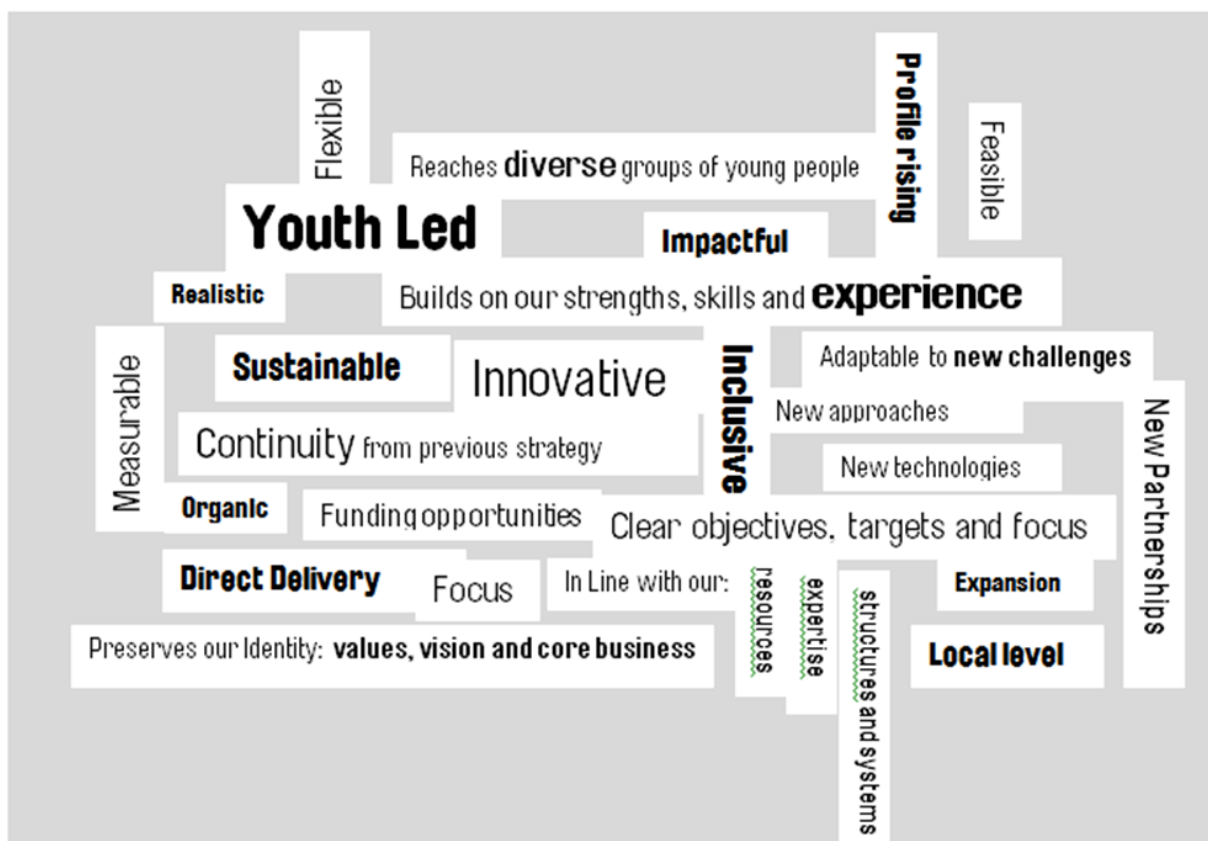 Flexible
Profile rising
Feasible
Reaches diverse groups of young people
Youth Led
Impactful
Realistic
Builds on our strengths, skills and experience
Measurable
Sustainable
Innovative
Inclusive
Adaptable to new challenges
New approaches
New Partnerships
Continuity from previous strategy
New technologies
Organic
Funding opportunities
Clear objectives, targets and focus
Direct Delivery
Focus
In Line with our:
resources
expertise
structures and systems
Expansion
Preserves our Identity: values, vision and core business
Local level